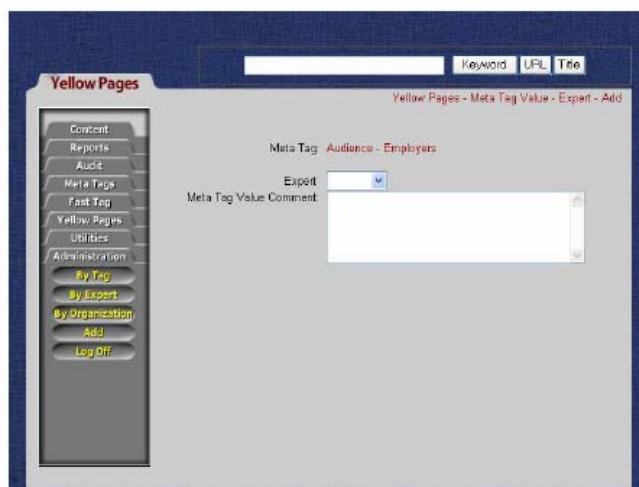 Keyword URL Title
Yellow Pages
Yellow Pages - Meta Tag Value - Expert - Add
Content
Reports
Audit
Meta Tags
Fast Tag
Yellow Pages
Utilities
Administration
By Tag
By Expert
By Organization
Add
Log Off
Meta Tag: Audience - Employers
Expert:
Meta Tag Value Comment: